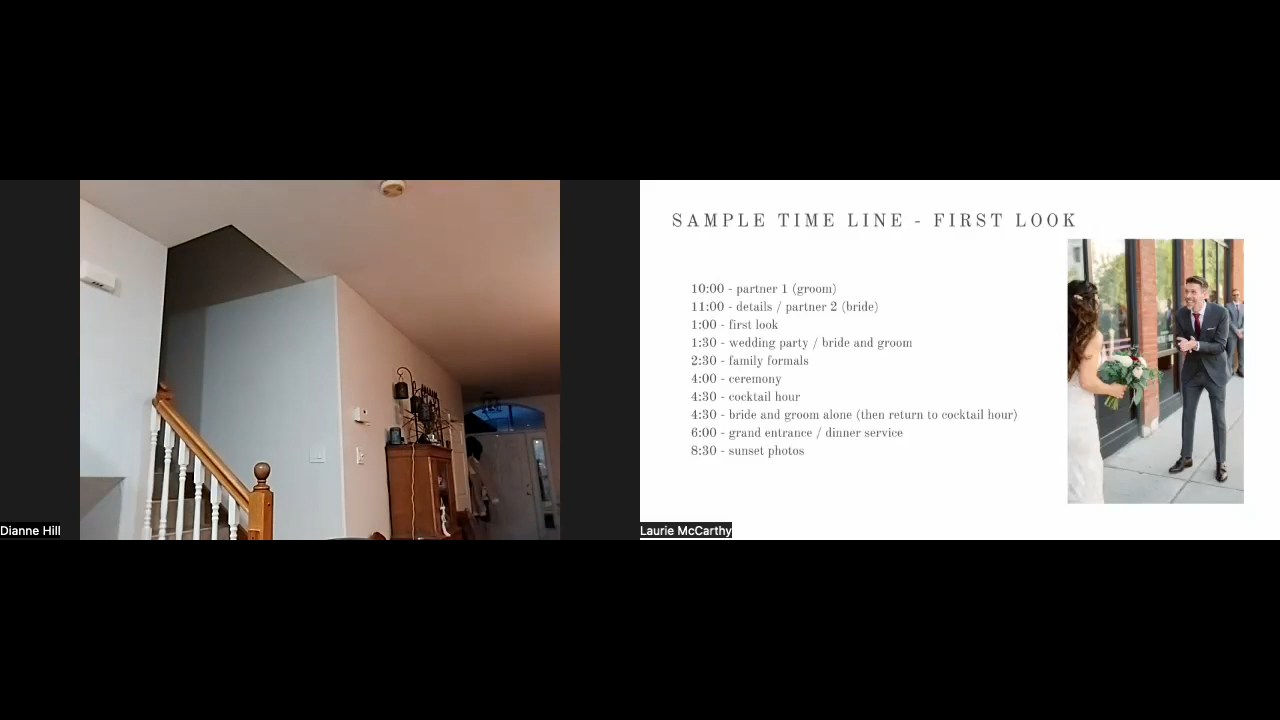 SAMPLE TIME LINE - FIRST LOOK
10:00 - partner 1 (groom)
11:00 - details / partner 2 (bride)
1:00 - first look
1:30 - wedding party / bride and groom
2:30 - family formals
4:00 - ceremony
4:30 - cocktail hour
4:30 - bride and groom alone (then return to cocktail hour)
6:00 - grand entrance / dinner service
8:30 - sunset photos
Dianne Hill
Laurie McCarthy